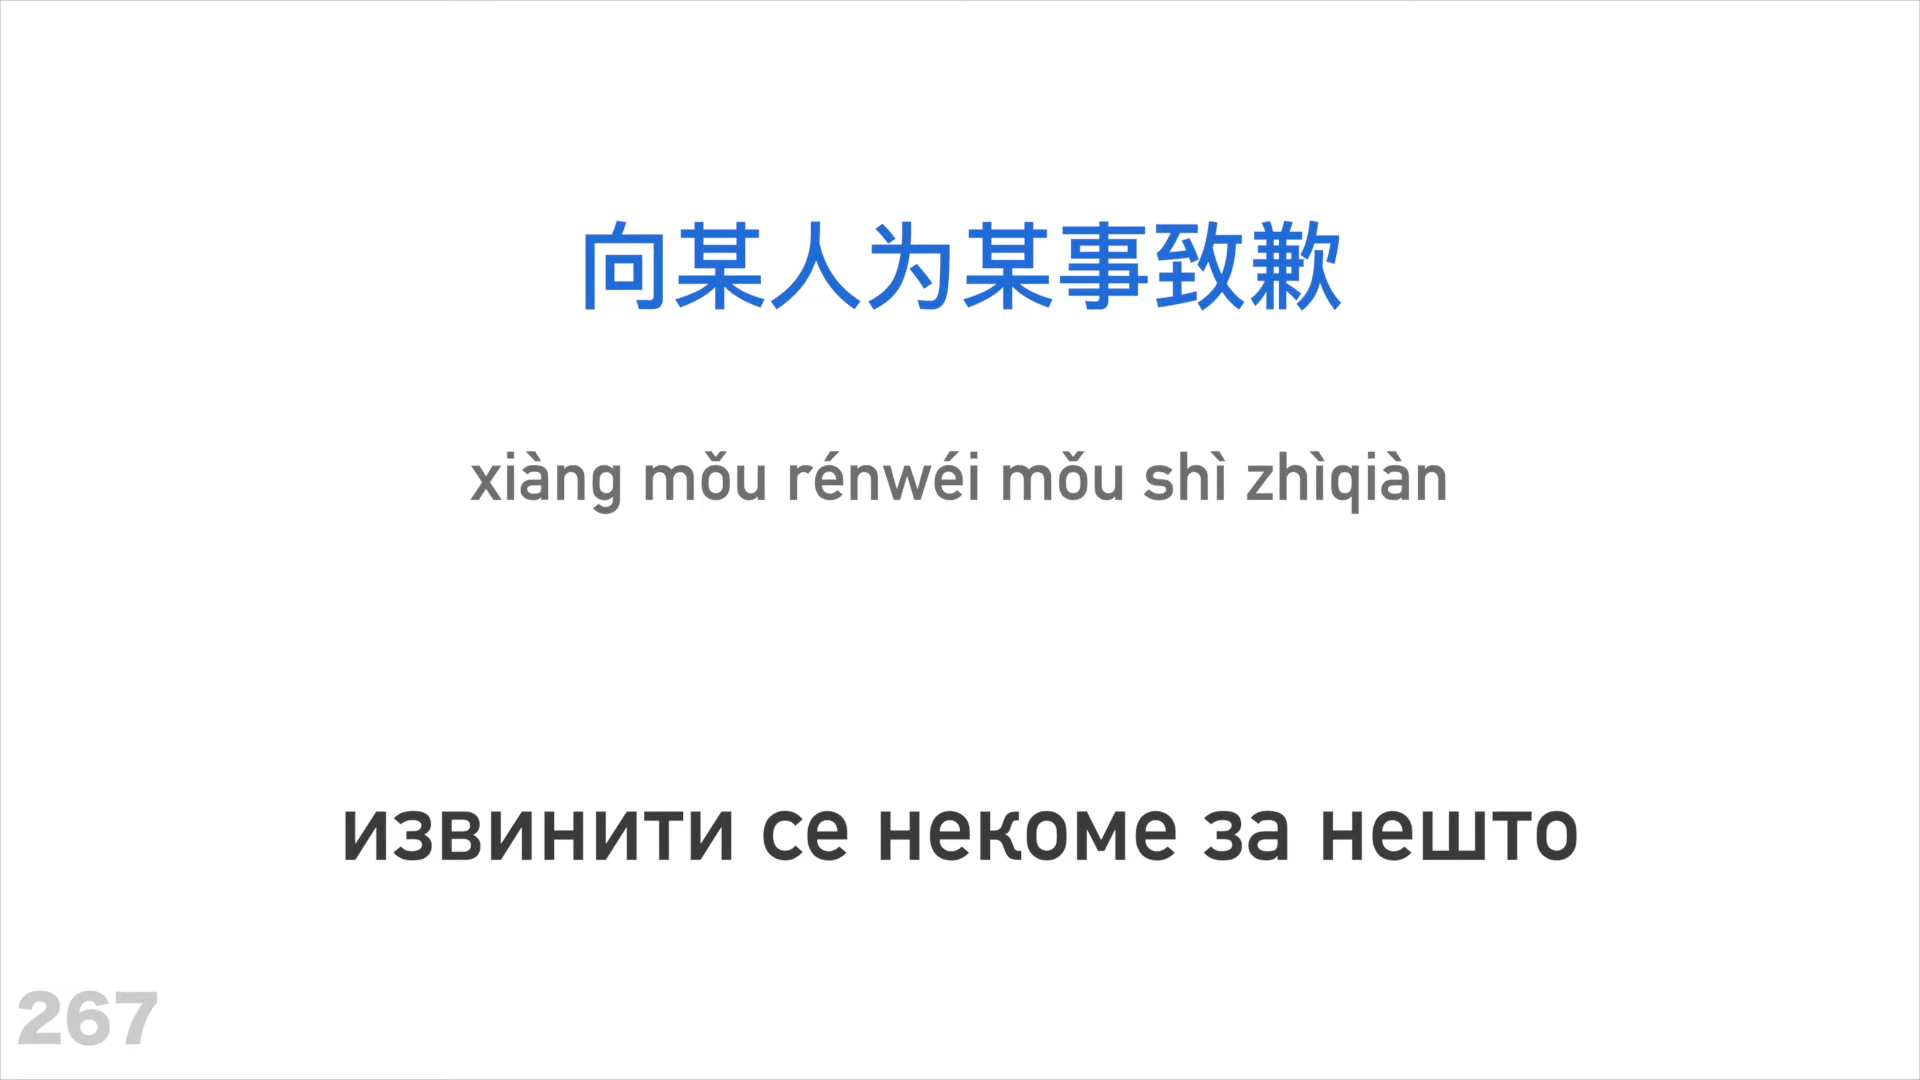 向某人为某事致歉
xiàng mǒu rénwéi mǒu shì zhìqiàn
извинити се некоме за нешто
267